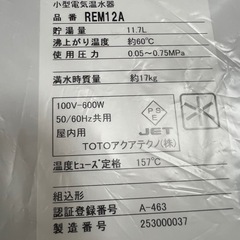 小型電気温水器
品番 REM12A
貯湯量 11.7L
沸上がり温度 約60℃
使用圧力 0.05～0.75MPa
満水時質量 約17kg
100V-600W
50/60Hz共用
屋内用
PSE
JET
TOTOアクアテクノ(株)
温度ヒューズ定格 157℃
組込形
認証登録番号 A-463
製造番号 253000037